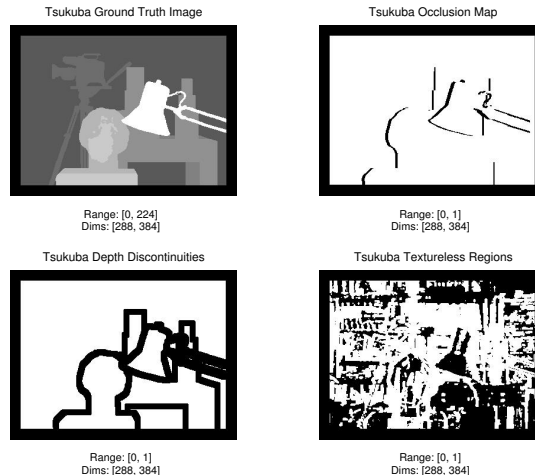 Tsukuba Ground Truth Image
Tsukuba Occlusion Map
Range: [0, 224]
Dims: [288, 384]
Range: [0, 1]
Dims: [288, 384]
Tsukuba Depth Discontinuities
Tsukuba Textureless Regions
Range: [0, 1]
Dims: [288, 384]
Range: [0, 1]
Dims: [288, 384]